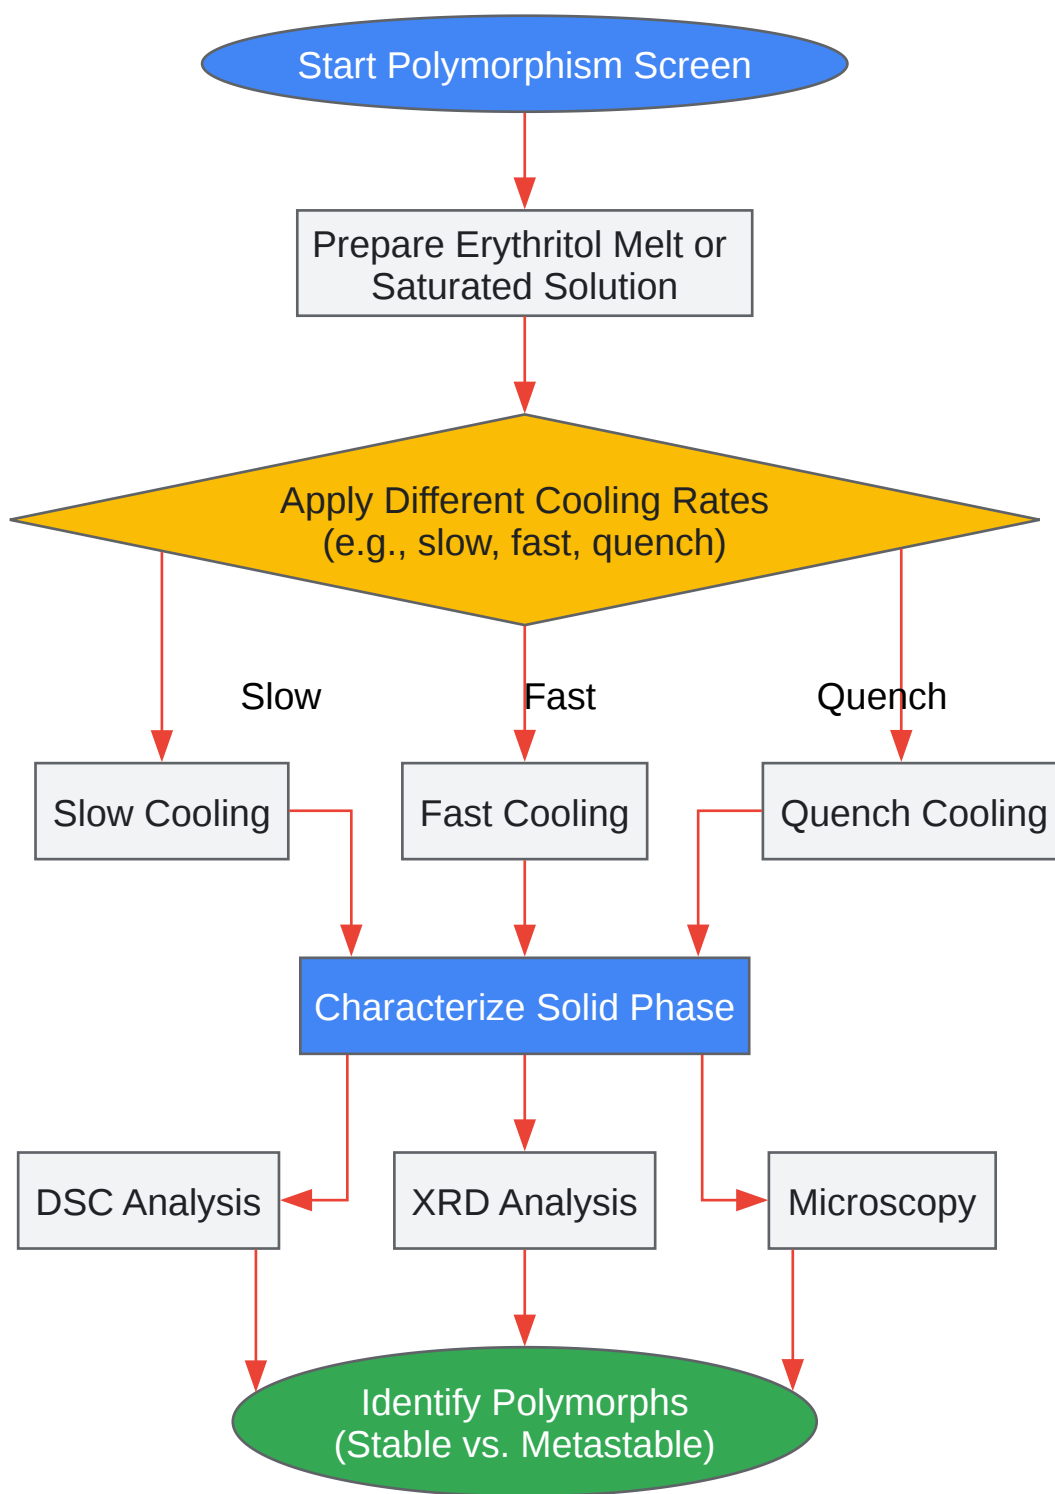 Start Polymorphism Screen
Prepare Erythritol Melt or
Saturated Solution
Apply Different Cooling Rates
(e.g., slow, fast, quench)
Slow
Fast
Quench
Slow Cooling
Fast Cooling
Quench Cooling
Characterize Solid Phase
DSC Analysis
XRD Analysis
Microscopy
Identify Polymorphs
(Stable vs. Metastable)